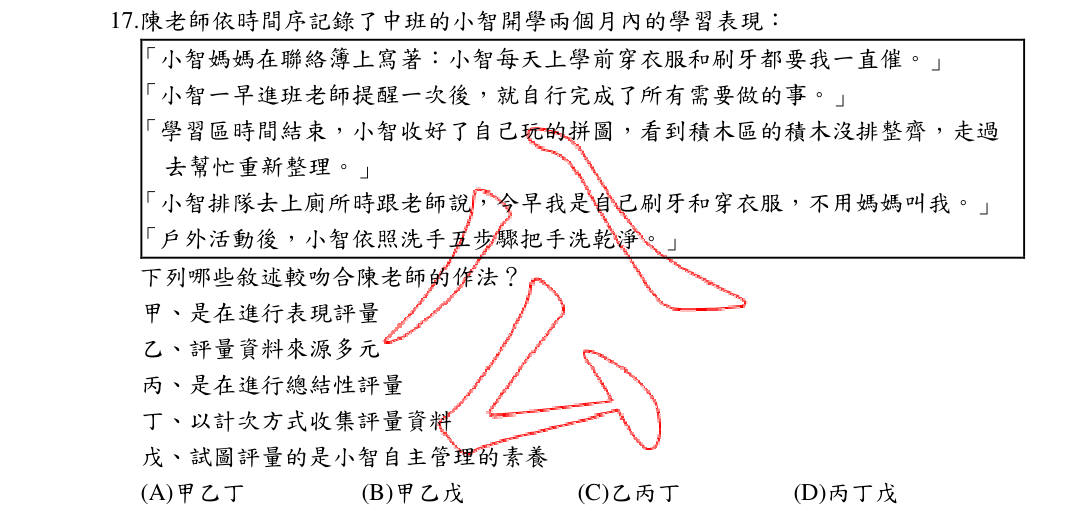 17.陳老師依時間序記錄了中班的小智開學兩個月內的學習表現：
「小智媽媽在聯絡簿上寫著：小智每天上學前穿衣服和刷牙都要我一直催。」
「小智一早進班老師提醒一次後，就自行完成了所有需要做的事。」
「學習區時間結束，小智收好了自己玩的拼圖，看到積木區的積木沒排整齊，走過
去幫忙重新整理。」
「小智排隊去上廁所時跟老師說，今早我是自己刷牙和穿衣服，不用媽媽叫我。」
「戶外活動後，小智依照洗手五步驟把手洗乾淨。」
下列哪些敘述較吻合陳老師的作法？
甲、是在進行表現評量
乙、評量資料來源多元
丙、是在進行總結性評量
丁、以計次方式收集評量資料
戊、試圖評量的是小智自主管理的素養
(A)甲乙丁 (B)甲乙戊 (C)乙丙丁 (D)丙丁戊
公